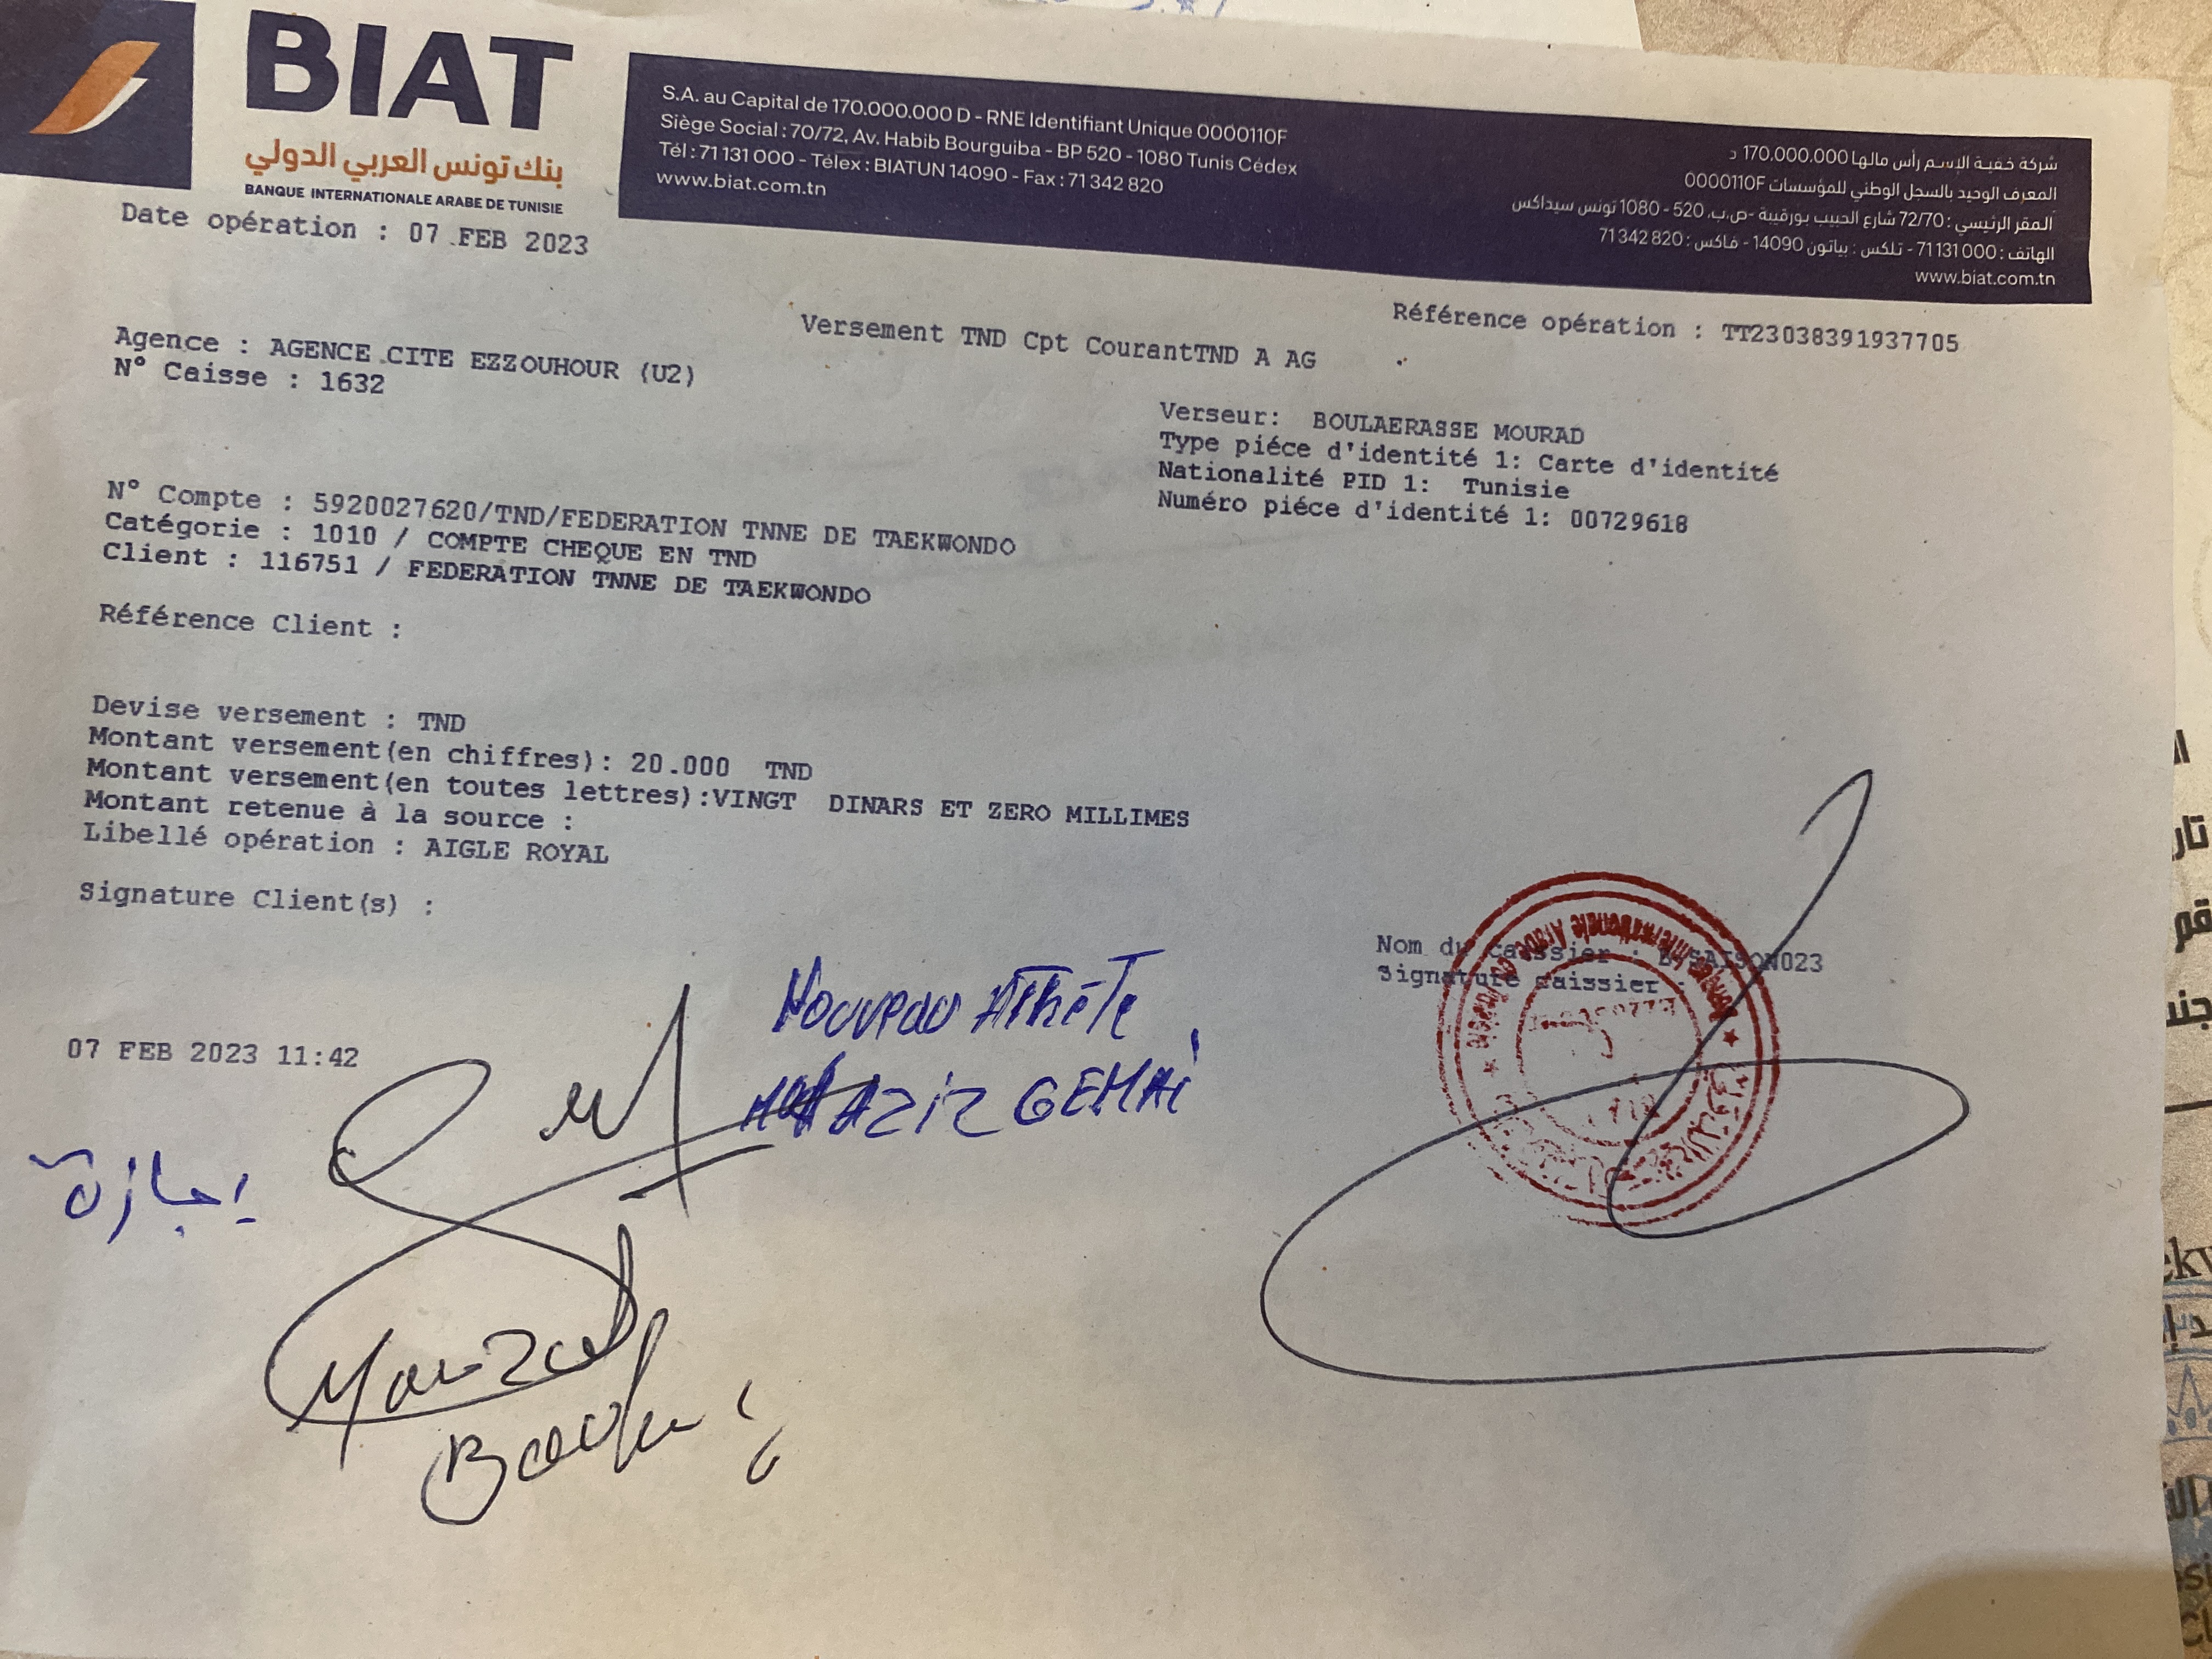 BIAT
بنك تونس العربي الدولي
BANQUE INTERNATIONALE ARABE DE TUNISIE
S.A. au Capital de 170.000.000 D - RNE Identifiant Unique 0000110F
Siège Social : 70/72, Av. Habib Bourguiba - BP 520 - 1080 Tunis Cédex
Tél : 71 131 000 - Télex : BIATUN 14090 - Fax : 71 342 820
www.biat.com.tn
شركة خفية الإسم رأس مالها 170.000.000 د
المعرف الوحيد بالسجل الوطني للمؤسسات 0000110F
المقر الرئيسي : 72/70 شارع الحبيب بورقيبة -ص.ب. 520 - 1080 تونس سيداكس
الهاتف : 71131 000 - تلكس : بياتون 14090 - فاكس : 71 342 820
www.biat.com.tn
Date opération : 07 FEB 2023
Versement TND Cpt CourantTND A AG
Référence opération : TT23038391937705
Agence : AGENCE CITE EZZOUHOUR (U2)
N° Caisse : 1632
Verseur: BOULAERASSE MOURAD
Type piéce d'identité 1: Carte d'identité
Nationalité PID 1: Tunisie
Numéro piéce d'identité 1: 00729618
N° Compte : 5920027620/TND/FEDERATION TNNE DE TAEKWONDO
Catégorie : 1010 / COMPTE CHEQUE EN TND
Client : 116751 / FEDERATION TNNE DE TAEKWONDO
Référence Client :
Devise versement : TND
Montant versement(en chiffres): 20.000 TND
Montant versement(en toutes lettres):VINGT DINARS ET ZERO MILLIMES
Montant retenue à la source :
Libellé opération : AIGLE ROYAL
Signature Client(s) :
Nom du caissier :
Signature caissier :
Nouveau Athète
AZiZ GEMAi
07 FEB 2023 11:42
إجازة